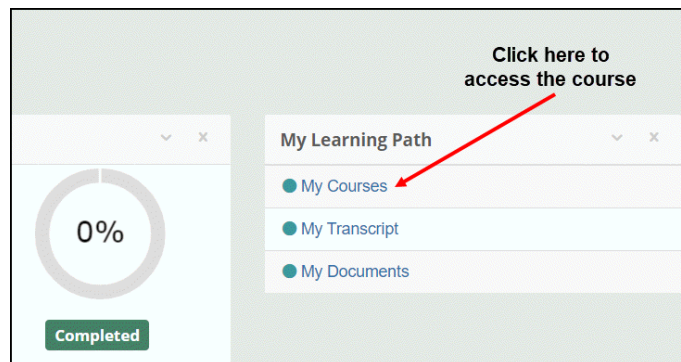 Click here to
access the course
My Learning Path
My Courses
0%
My Transcript
My Documents
Completed